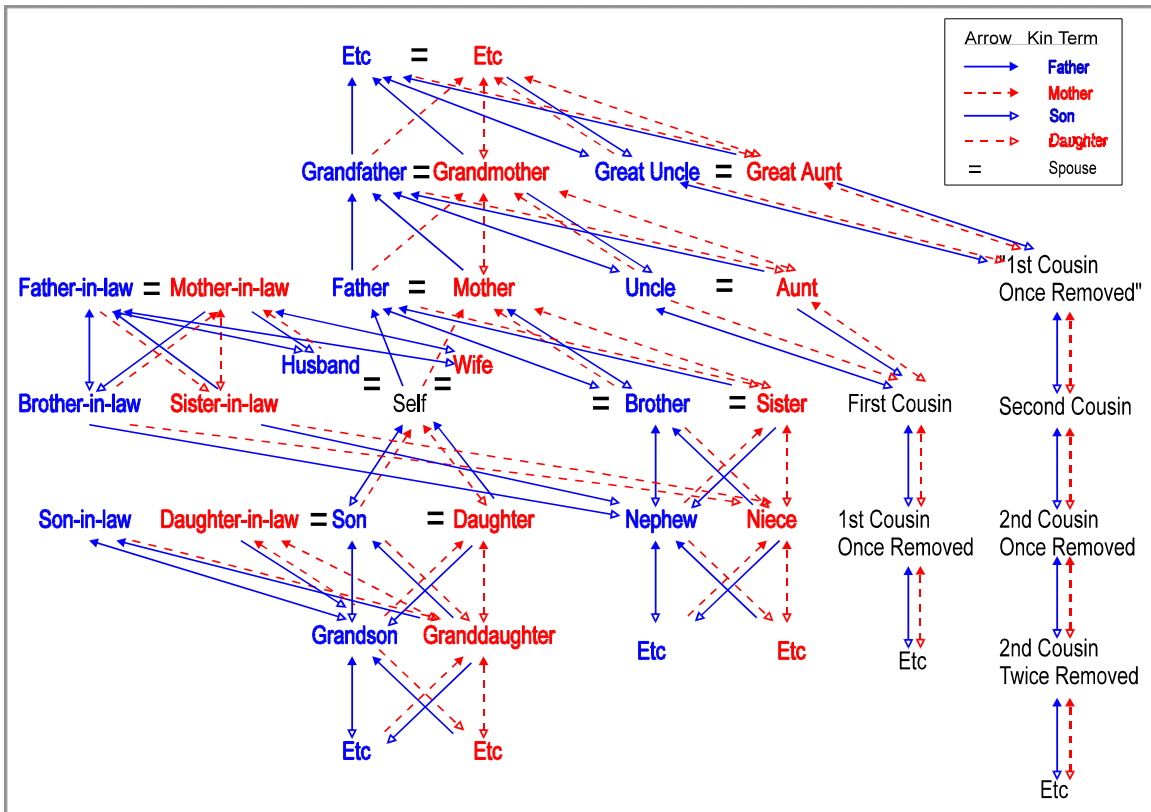 Etc = Etc
Arrow Kin Term
Father
Mother
Son
Daughter
= Spouse
Grandfather = Grandmother Great Uncle = Great Aunt
"1st Cousin
Once Removed"
Father-in-law = Mother-in-law Father = Mother Uncle = Aunt
Husband Wife
= =
Brother-in-law Sister-in-law Self = Brother = Sister First Cousin Second Cousin
Son-in-law Daughter-in-law = Son = Daughter Nephew Niece
1st Cousin
Once Removed
2nd Cousin
Once Removed
Grandson Granddaughter
Etc Etc
Etc
2nd Cousin
Twice Removed
Etc Etc
Etc